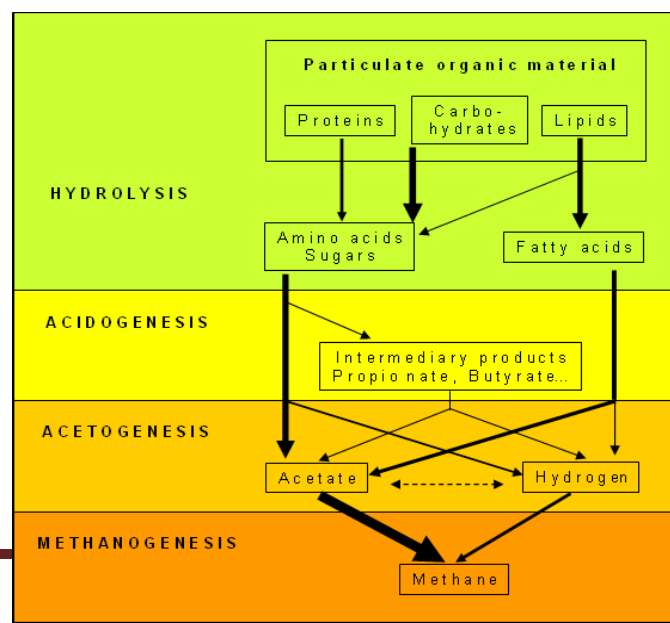 Particulate organic material
Proteins
Carbo-
hydrates
Lipids
HYDROLYSIS
Amino acids
Sugars
Fatty acids
ACIDOGENESIS
Intermediary products
Propionate, Butyrate...
ACETOGENESIS
Acetate
Hydrogen
METHANOGENESIS
Methane